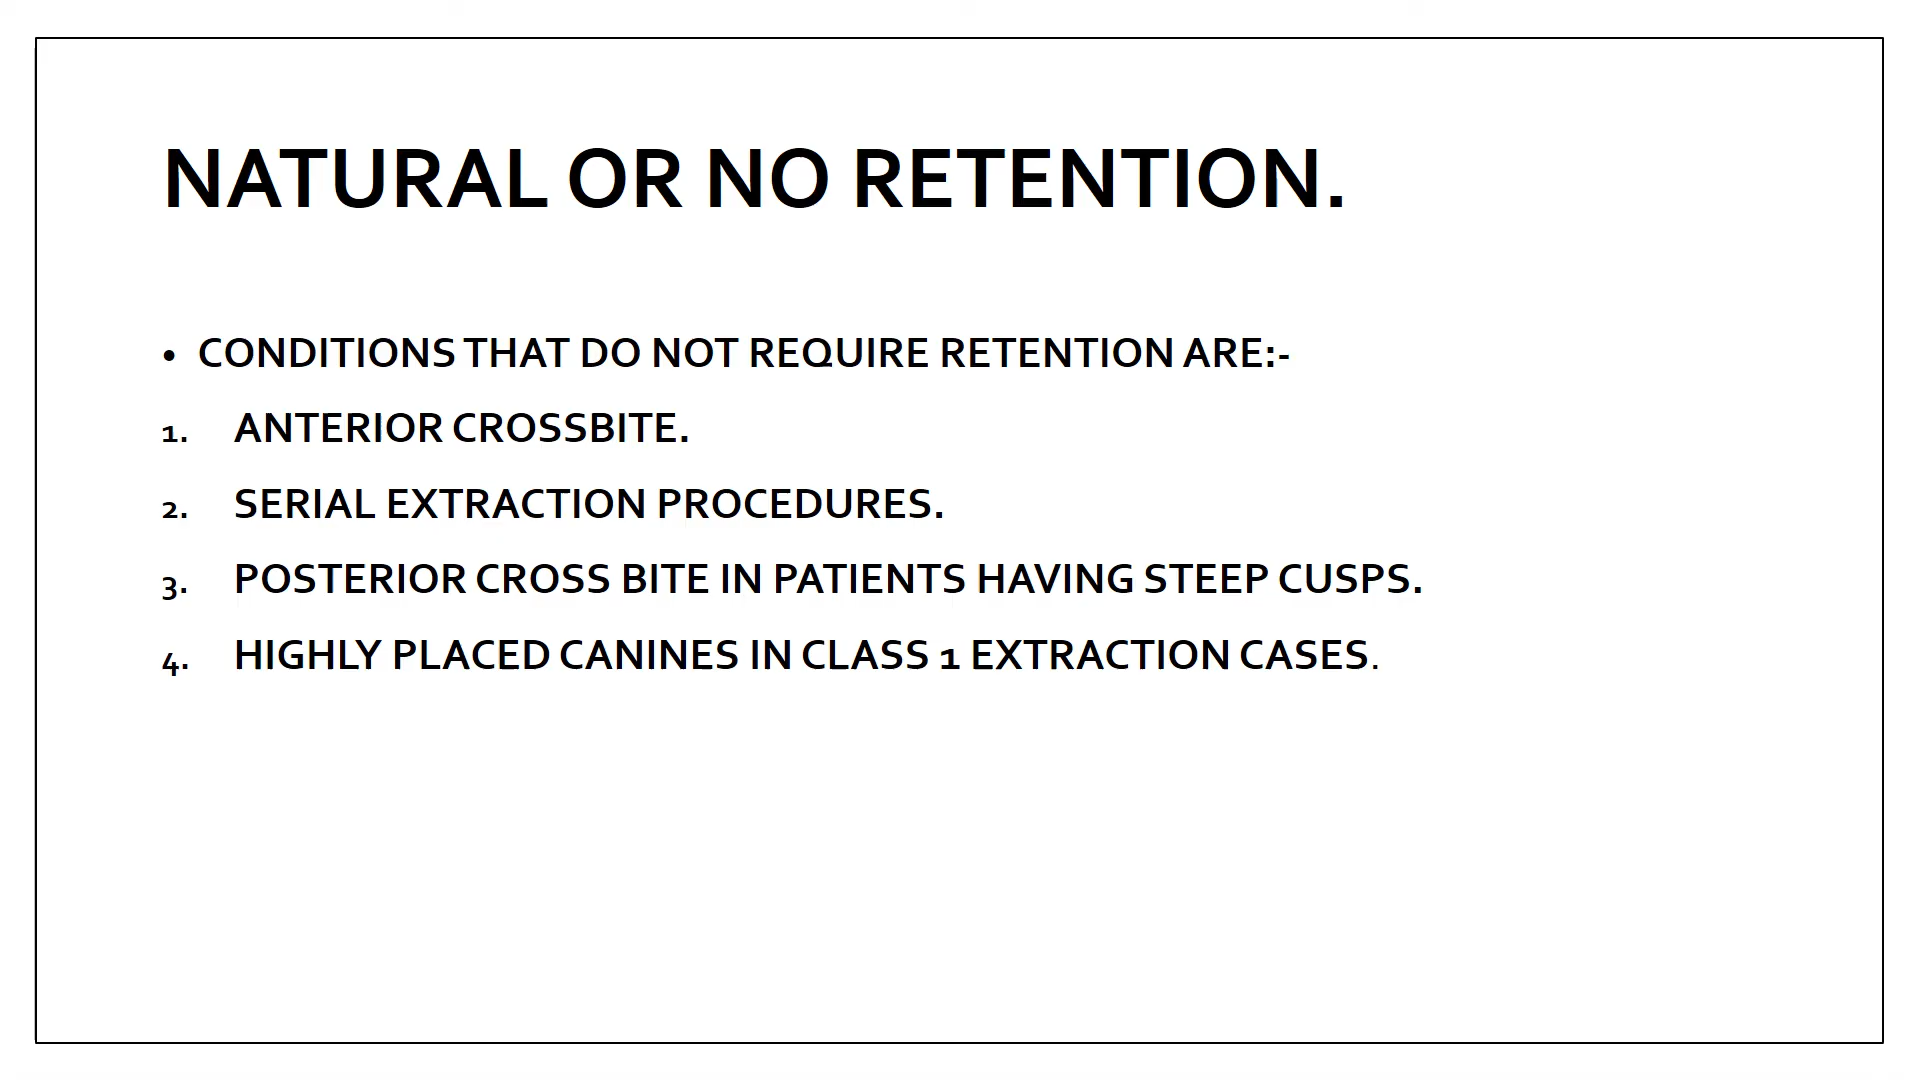 NATURAL OR NO RETENTION.
• CONDITIONS THAT DO NOT REQUIRE RETENTION ARE:-
1. ANTERIOR CROSSBITE.
2. SERIAL EXTRACTION PROCEDURES.
3. POSTERIOR CROSS BITE IN PATIENTS HAVING STEEP CUSPS.
4. HIGHLY PLACED CANINES IN CLASS 1 EXTRACTION CASES.